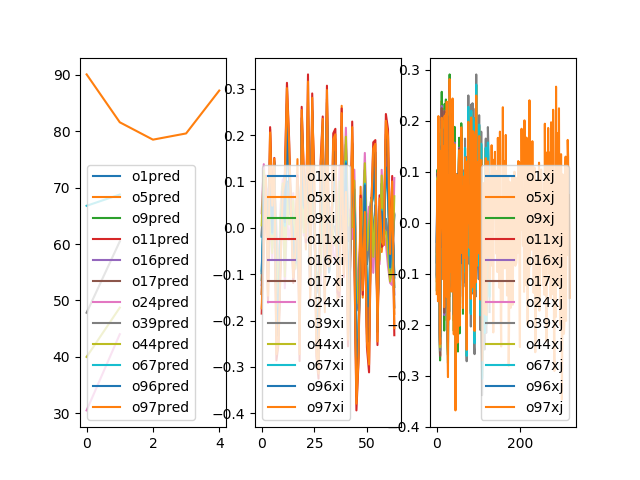 90
80
70
60
50
40
30
0
2
4
o1pred
o5pred
o9pred
o11pred
o16pred
o17pred
o24pred
o39pred
o44pred
o67pred
o96pred
o97pred
0.3
0.2
0.1
0.0
−0.1
−0.2
−0.3
−0.4
0
25
50
o1xi
o5xi
o9xi
o11xi
o16xi
o17xi
o24xi
o39xi
o44xi
o67xi
o96xi
o97xi
0.3
0.2
0.1
0.0
−0.1
−0.2
−0.3
−0.4
0
200
o1xj
o5xj
o9xj
o11xj
o16xj
o17xj
o24xj
o39xj
o44xj
o67xj
o96xj
o97xj